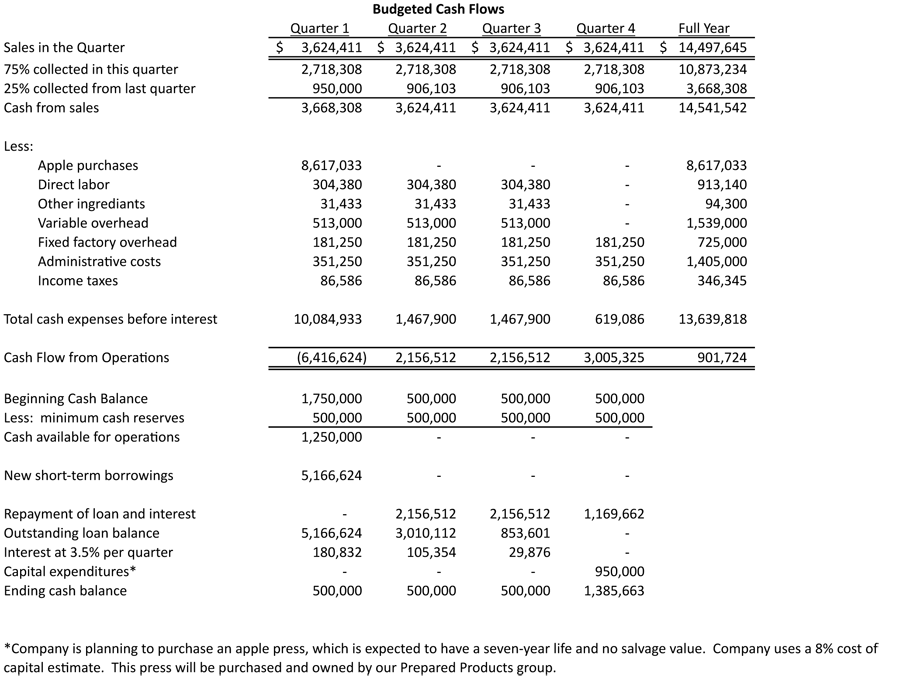 Budgeted Cash Flows
Quarter 1 Quarter 2 Quarter 3 Quarter 4 Full Year
Sales in the Quarter $ 3,624,411 $ 3,624,411 $ 3,624,411 $ 3,624,411 $ 14,497,645
75% collected in this quarter 2,718,308 2,718,308 2,718,308 2,718,308 10,873,234
25% collected from last quarter 950,000 906,103 906,103 906,103 3,668,308
Cash from sales 3,668,308 3,624,411 3,624,411 3,624,411 14,541,542
Less:
Apple purchases 8,617,033 - - - 8,617,033
Direct labor 304,380 304,380 304,380 - 913,140
Other ingrediants 31,433 31,433 31,433 - 94,300
Variable overhead 513,000 513,000 513,000 - 1,539,000
Fixed factory overhead 181,250 181,250 181,250 181,250 725,000
Administrative costs 351,250 351,250 351,250 351,250 1,405,000
Income taxes 86,586 86,586 86,586 86,586 346,345
Total cash expenses before interest 10,084,933 1,467,900 1,467,900 619,086 13,639,818
Cash Flow from Operations (6,416,624) 2,156,512 2,156,512 3,005,325 901,724
Beginning Cash Balance 1,750,000 500,000 500,000 500,000
Less: minimum cash reserves 500,000 500,000 500,000 500,000
Cash available for operations 1,250,000 - - -
New short-term borrowings 5,166,624 - - -
Repayment of loan and interest - 2,156,512 2,156,512 1,169,662
Outstanding loan balance 5,166,624 3,010,112 853,601 -
Interest at 3.5% per quarter 180,832 105,354 29,876 -
Capital expenditures* - - - 950,000
Ending cash balance 500,000 500,000 500,000 1,385,663
*Company is planning to purchase an apple press, which is expected to have a seven-year life and no salvage value. Company uses a 8% cost of
capital estimate. This press will be purchased and owned by our Prepared Products group.